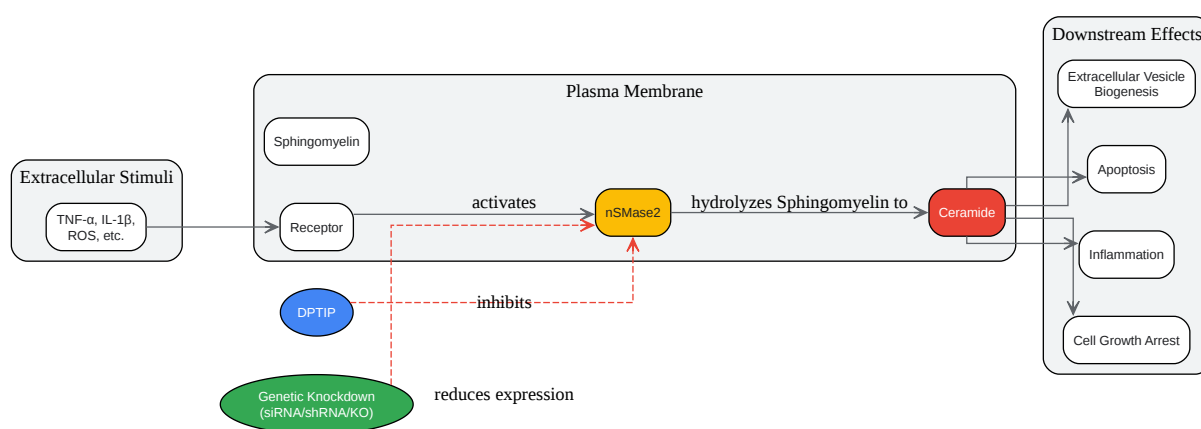 Downstream Effects
Extracellular Vesicle
Biogenesis
Plasma Membrane
Sphingomyelin
Apoptosis
Extracellular Stimuli
TNF-α, IL-1β,
ROS, etc.
Receptor
activates
nSMase2
hydrolyzes Sphingomyelin to
Ceramide
Inflammation
DPTIP
inhibits
Cell Growth Arrest
Genetic Knockdown
(siRNA/shRNA/KO)
reduces expression